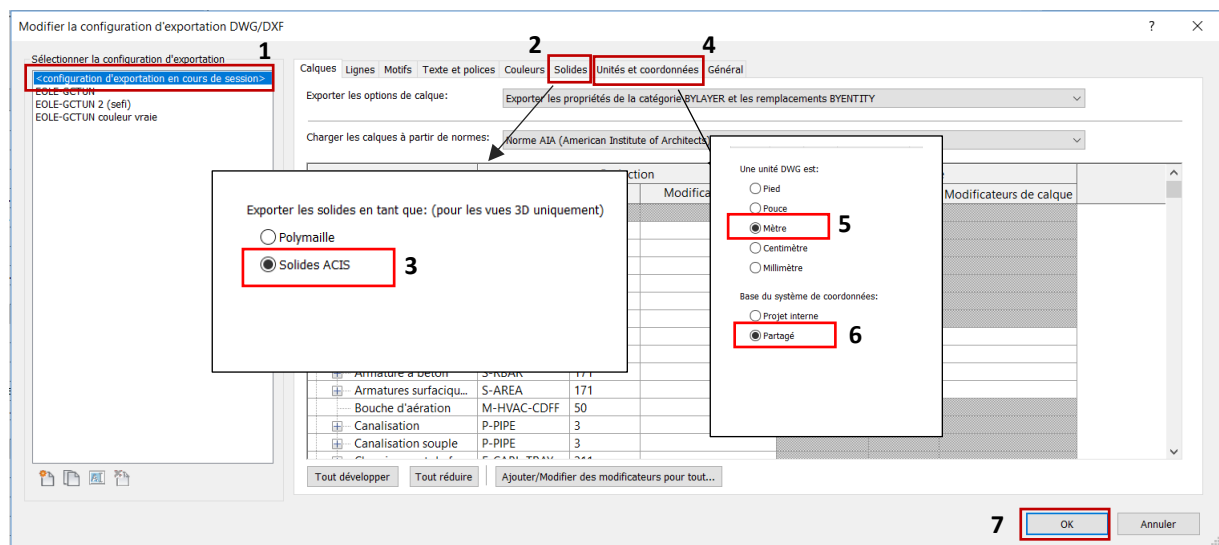 Modifier la configuration d'exportation DWG/DXF
? ×
Sélectionner la configuration d'exportation
1
<configuration d'exportation en cours de session>
EOLE-GCTUN
EOLE-GCTUN 2 (sefi)
EOLE-GCTUN couleur vraie
2
4
Calques Lignes Motifs Texte et polices Couleurs Solides Unités et coordonnées Général
Exporter les options de calque: Exporter les propriétés de la catégorie BYLAYER et les remplacements BYENTITY
Charger les calques à partir de normes: Norme AIA (American Institute of Architects)
Modifica
Modificateurs de calque
Exporter les solides en tant que: (pour les vues 3D uniquement)
Polymaille
Solides ACIS
3
Une unité DWG est:
Pied
Pouce
Mètre
5
Centimètre
Millimètre
Base du système de coordonnées:
Projet interne
Partagé
6
Armature à béton S-RBAR 171
Armatures surfaciqu... S-AREA 171
Bouche d'aération M-HVAC-CDFF 50
Canalisation P-PIPE 3
Canalisation souple P-PIPE 3
Tout développer Tout réduire Ajouter/Modifier des modificateurs pour tout...
7
OK Annuler